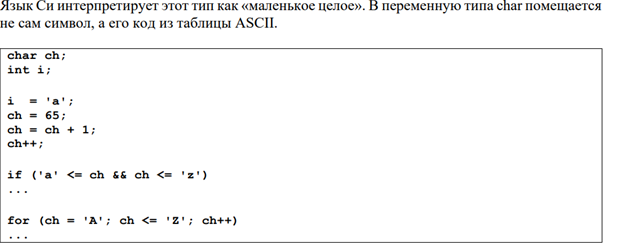 Язык Си интерпретирует этот тип как «маленькое целое». В переменную типа char помещается
не сам символ, а его код из таблицы ASCII.
char ch;
int i;
i = 'a';
ch = 65;
ch = ch + 1;
ch++;
if ('a' <= ch && ch <= 'z')
...
for (ch = 'A'; ch <= 'Z'; ch++)
...